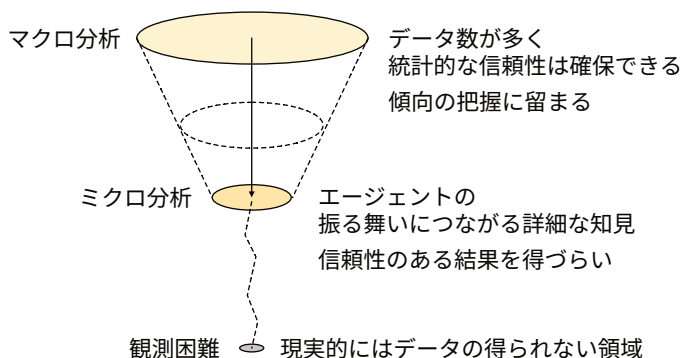 マクロ分析
データ数が多く
統計的な信頼性は確保できる
傾向の把握に留まる
ミクロ分析
エージェントの
振る舞いにつながる詳細な知見
信頼性のある結果を得づらい
観測困難
現実的にはデータの得られない領域